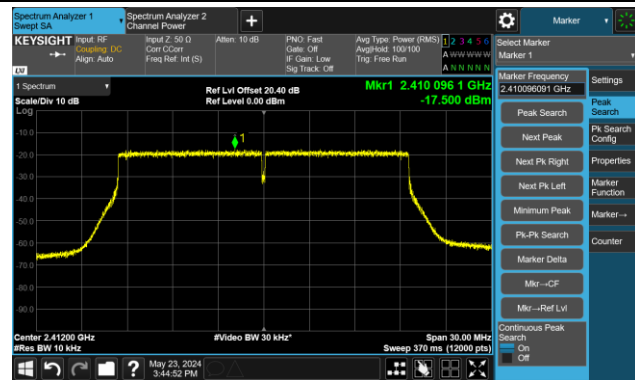 Spectrum Analyzer 1
Swept SA
Spectrum Analyzer 2
Channel Power
+
Marker
KEYSIGHT
Input: RF
Coupling: DC
Align: Auto
Input Z: 50 Ω
Corr CCorr
Freq Ref: Int (S)
Atten: 10 dB
PNO: Fast
Gate: Off
IF Gain: Low
Sig Track: Off
Avg Type: Power (RMS)
Avg|Hold: 100/100
Trig: Free Run
1 2 3 4 5 6
A W W W W W
A N N N N N
LXI
Select Marker
Marker 1
1 Spectrum
Scale/Div 10 dB
Log
Ref Lvl Offset 20.40 dB
Ref Level 0.00 dBm
Mkr1 2.410 096 1 GHz
-17.500 dBm
1
-10.0
-20.0
-30.0
-40.0
-50.0
-60.0
-70.0
-80.0
-90.0
Center 2.41200 GHz
#Res BW 10 kHz
#Video BW 30 kHz*
Span 30.00 MHz
Sweep 370 ms (12000 pts)
Marker Frequency
2.410096091 GHz
Peak Search
Next Peak
Next Pk Right
Next Pk Left
Minimum Peak
Pk-Pk Search
Marker Delta
Mkr→CF
Mkr→Ref Lvl
Continuous Peak
Search
On
Off
Settings
Peak
Search
Pk Search
Config
Properties
Marker
Function
Marker→
Counter
?
May 23, 2024
3:44:52 PM